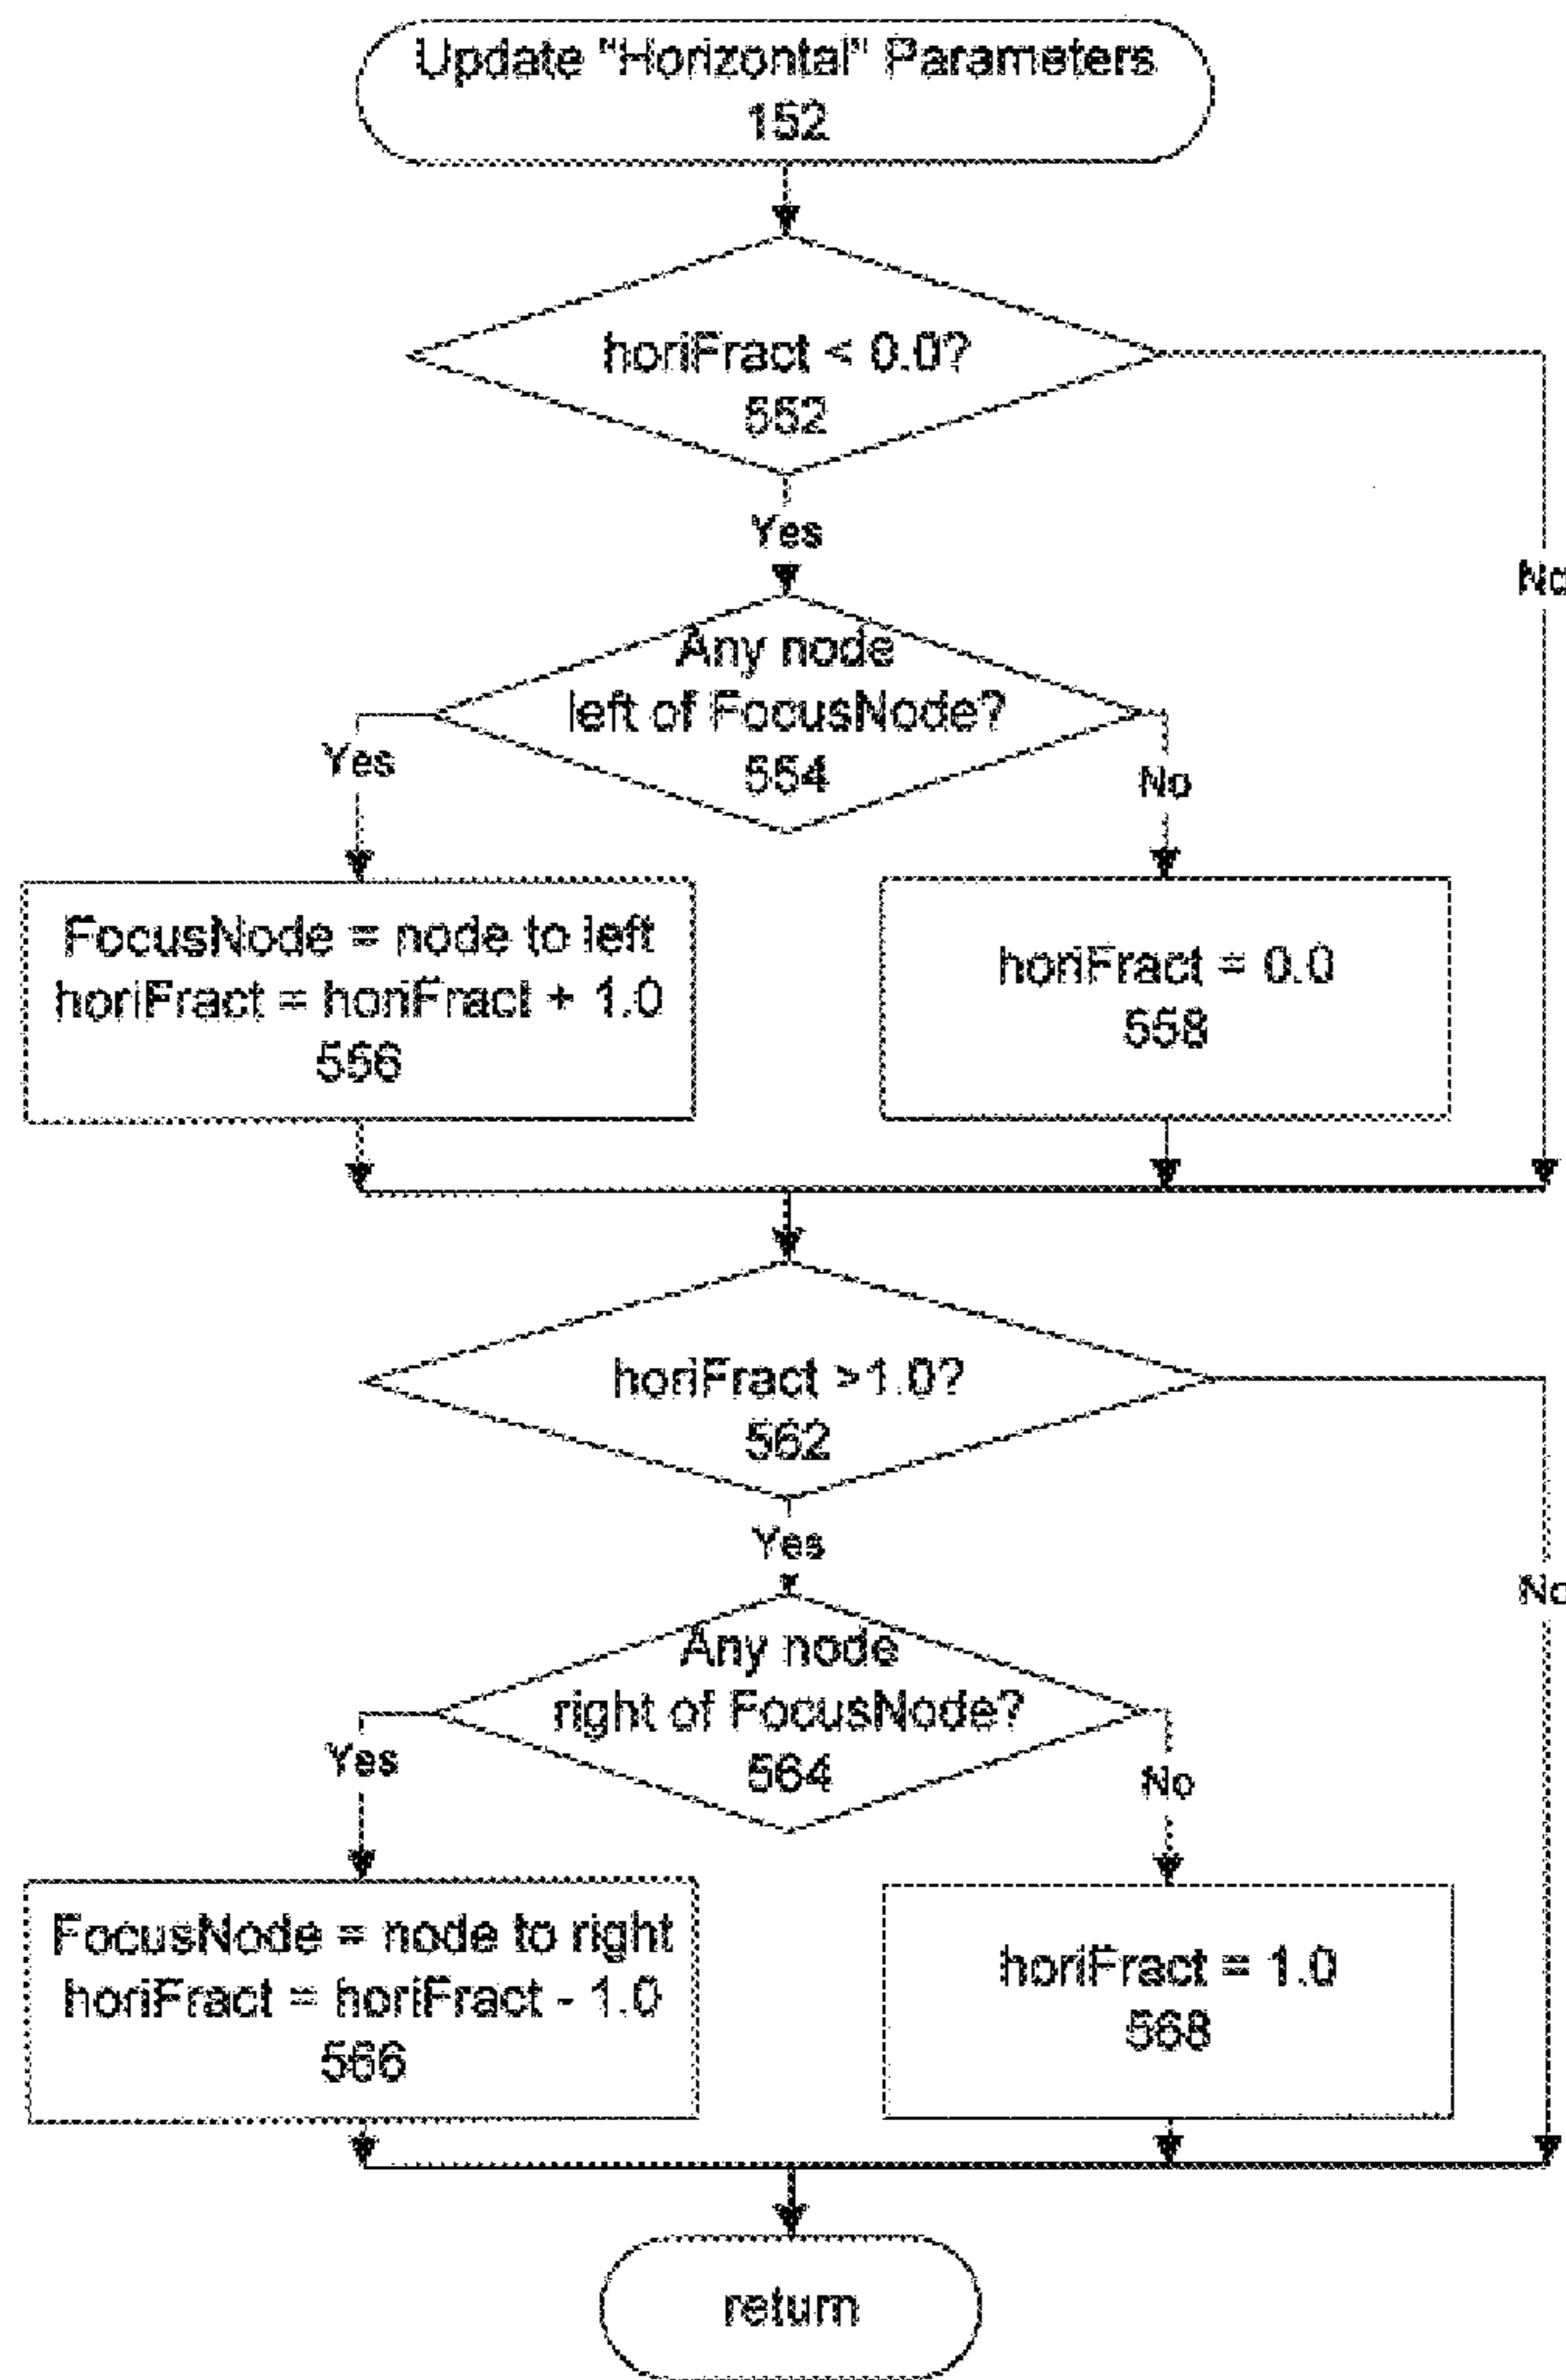 Update "Horizontal" Parameters
152
horiFract < 0.0?
552
Yes
No
Any node
left of FocusNode?
554
Yes
No
FocusNode = node to left
horiFract = horiFract + 1.0
556
horiFract = 0.0
558
horiFract >1.0?
562
Yes
No
Any node
right of FocusNode?
564
Yes
No
FocusNode = node to right
horiFract = horiFract - 1.0
566
horiFract = 1.0
568
return